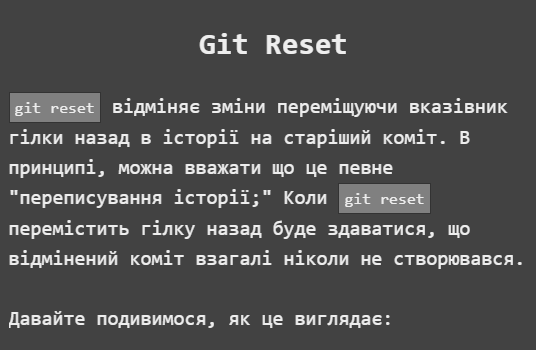 Git Reset
git reset відміняє зміни переміщуючи вказівник
гілки назад в історії на старіший коміт. В
принципі, можна вважати що це певне
"переписування історії;" Коли git reset
перемістить гілку назад буде здаватися, що
відмінений коміт взагалі ніколи не створювався.
Давайте подивимося, як це виглядає: